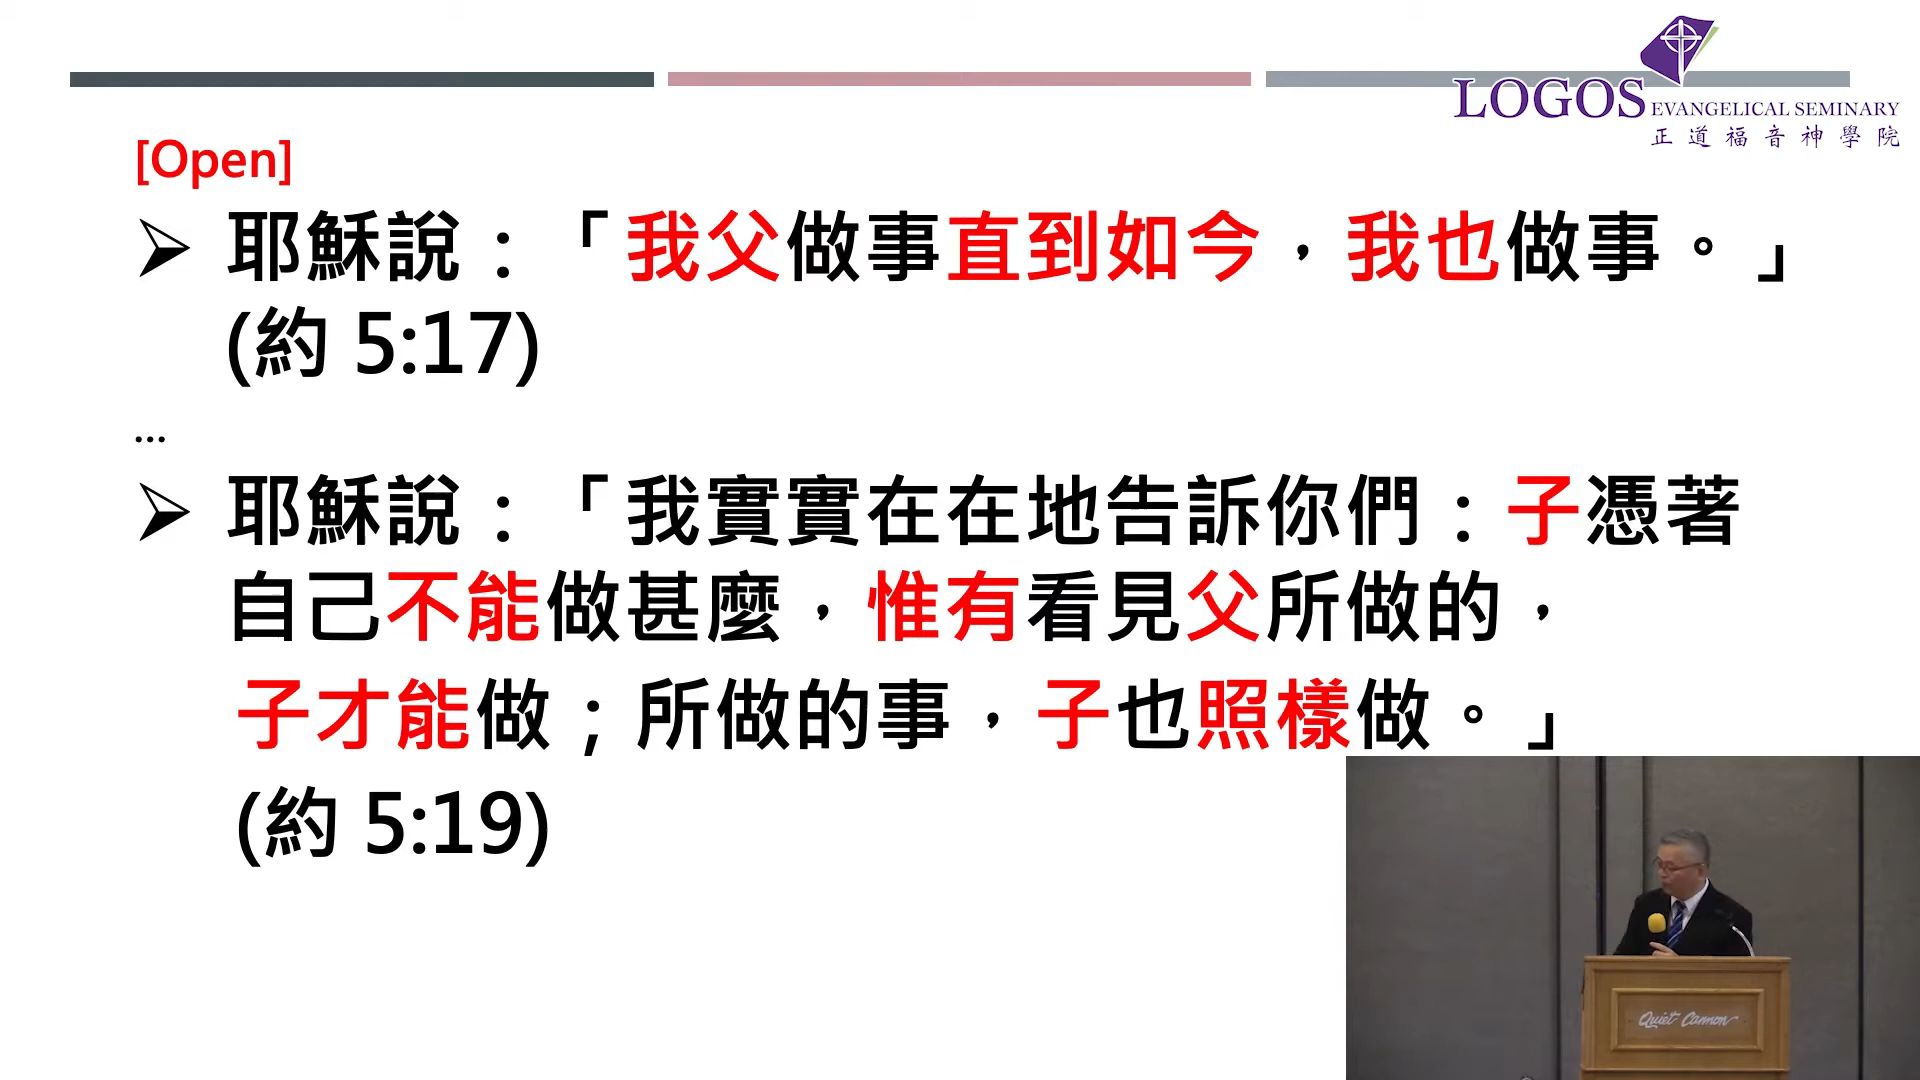 LOGOS EVANGELICAL SEMINARY
正道福音神學院
[Open]
➢ 耶穌說：「我父做事直到如今，我也做事。」
(約 5:17)
...
➢ 耶穌說：「我實實在在地告訴你們：子憑著
自己不能做甚麼，惟有看見父所做的，
子才能做；所做的事，子也照樣做。」
(約 5:19)
Quiet Cannon